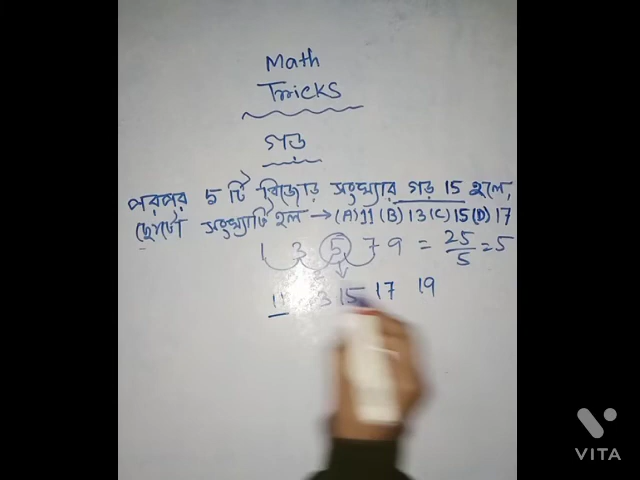 Math
Tricks
গড়
পরপর 5 টি বিজোড় সংখ্যার গড় 15 হলে,
ছোটো সংখ্যাটি হল → (A) 11 (B) 13 (C) 15 (D) 17
1 3 5 7 9 = 25/5 = 5
11 13 15 17 19
VITA